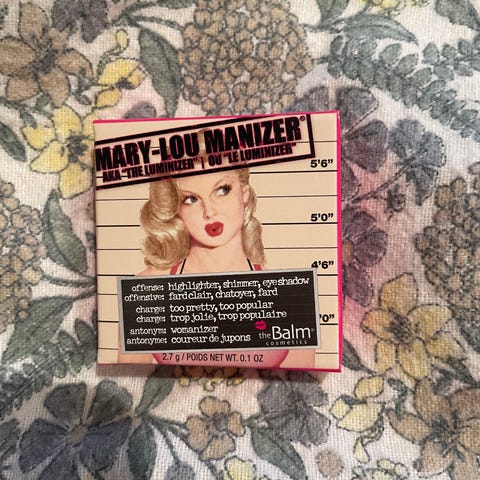 MARY-LOU MANIZER®
AKA "THE LUMINIZER" | OU "LE LUMINIZER"
5'6"
5'0"
4'6"
offense: highlighter, shimmer, eyeshadow
offensive: fard clair, chatoyer, fard
charge: too pretty, too popular
charge: trop jolie, trop populaire
antonym: womanizer
antonyme: coureur de jupons
theBalm®
cosmetics
2.7 g / POIDS NET WT. 0.1 OZ